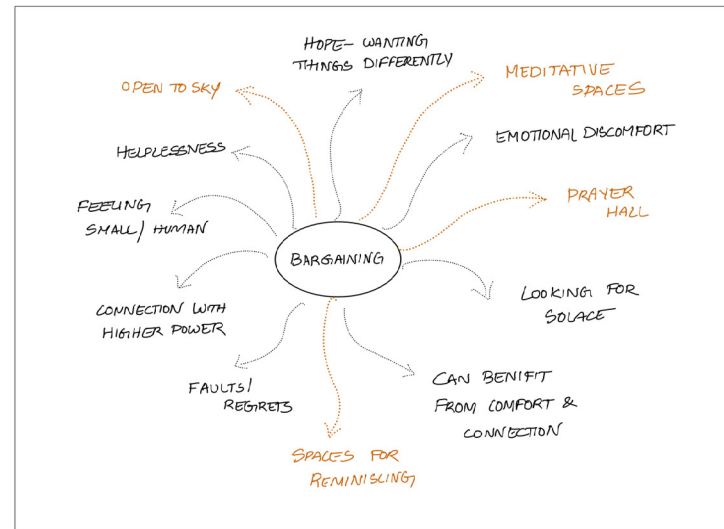 HOPE- WANTING
THINGS DIFFERENTLY
MEDITATIVE
SPACES
OPEN TO SKY
EMOTIONAL DISCOMFORT
HELPLESSNESS
PRAYER
HALL
FEELING
SMALL/ HUMAN
BARGAINING
LOOKING FOR
SOLACE
CONNECTION WITH
HIGHER POWER
FAULTS/
REGRETS
CAN BENIFIT
FROM COMFORT &
CONNECTION
SPACES FOR
REMINISCING